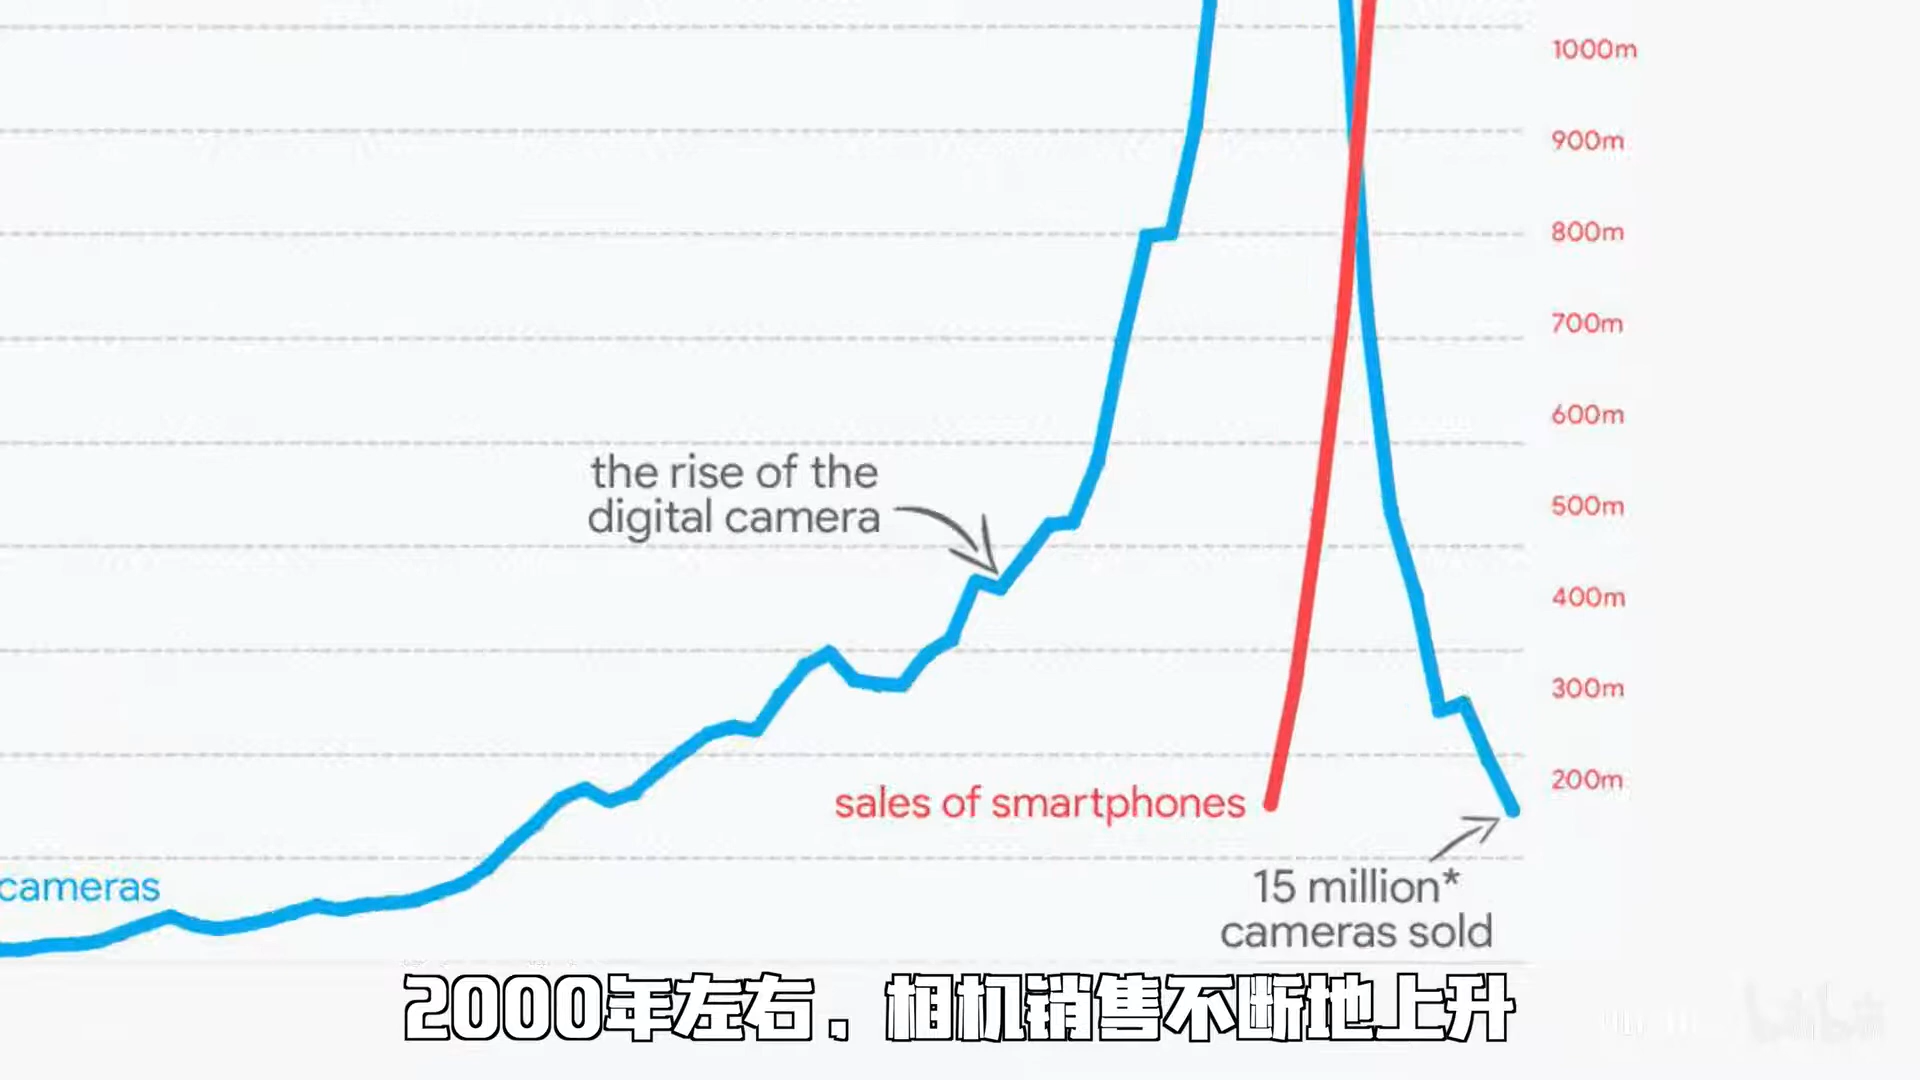 1000m
900m
800m
700m
600m
the rise of the
digital camera
500m
400m
300m
200m
sales of smartphones
cameras
15 million*
cameras sold
2000年左右，相机销售不断地上升
bilibili